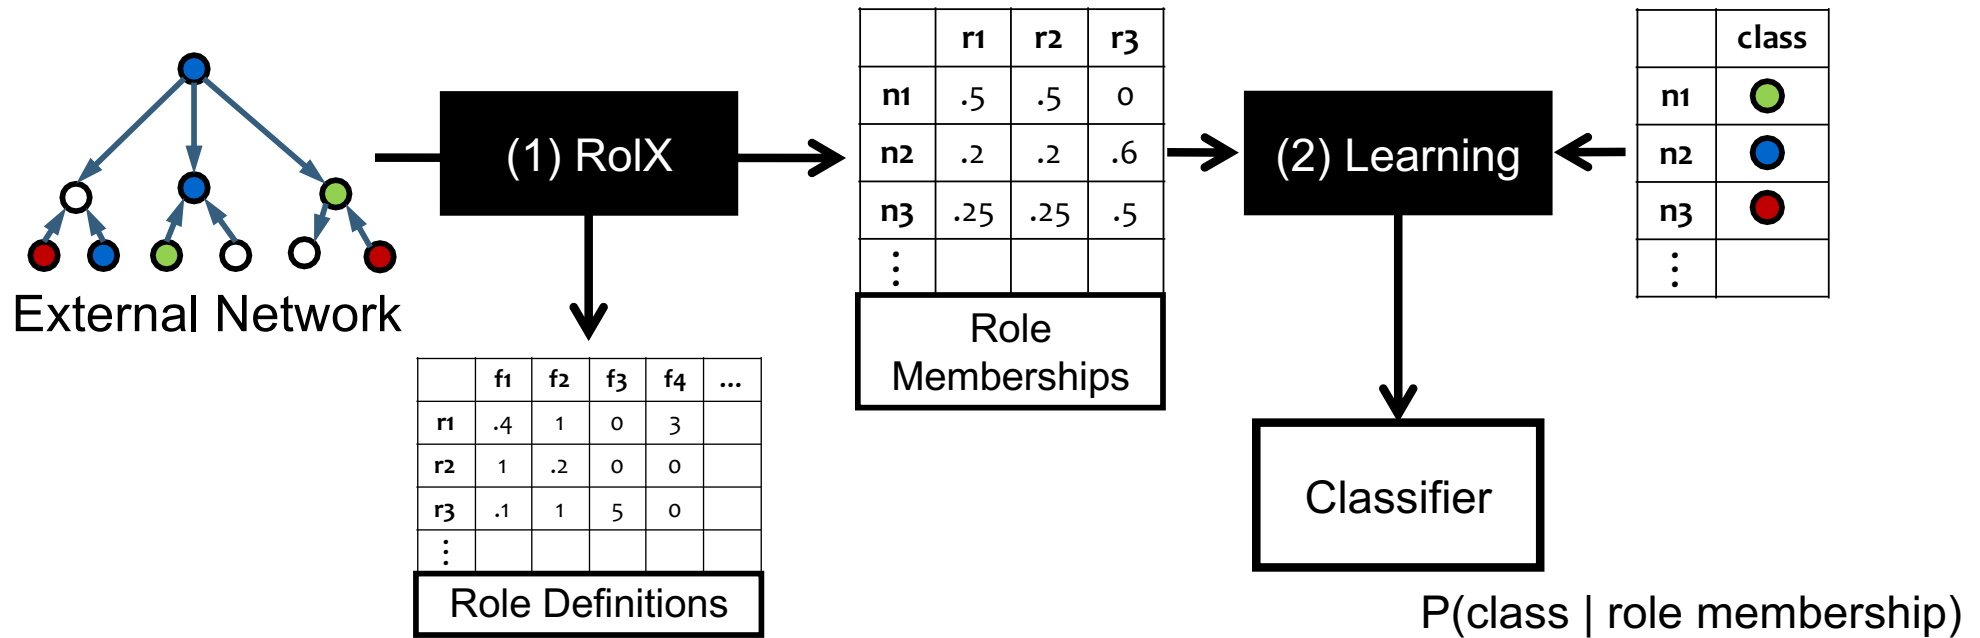 (1) RolX
External Network
f1 f2 f3 f4 ...
r1 .4 1 0 3
r2 1 .2 0 0
r3 .1 1 5 0
⋮
Role Definitions
r1 r2 r3
n1 .5 .5 0
n2 .2 .2 .6
n3 .25 .25 .5
⋮
Role
Memberships
(2) Learning
class
n1
n2
n3
⋮
Classifier
P(class | role membership)